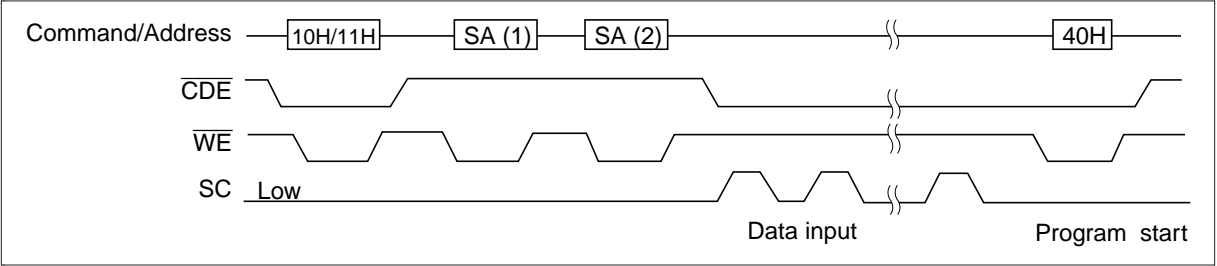 Command/Address 10H/11H SA (1) SA (2) 40H
CDE
WE
SC Low
Data input Program start